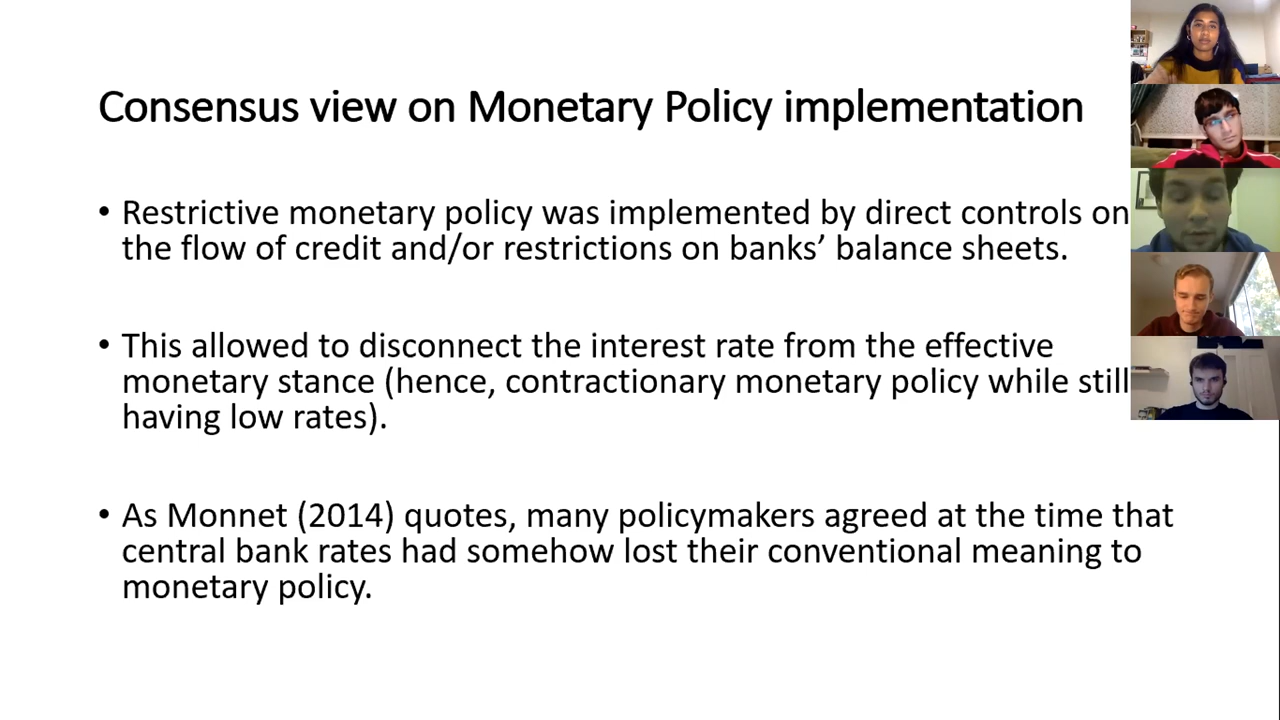 Consensus view on Monetary Policy implementation
• Restrictive monetary policy was implemented by direct controls on
the flow of credit and/or restrictions on banks’ balance sheets.
• This allowed to disconnect the interest rate from the effective
monetary stance (hence, contractionary monetary policy while still
having low rates).
• As Monnet (2014) quotes, many policymakers agreed at the time that
central bank rates had somehow lost their conventional meaning to
monetary policy.